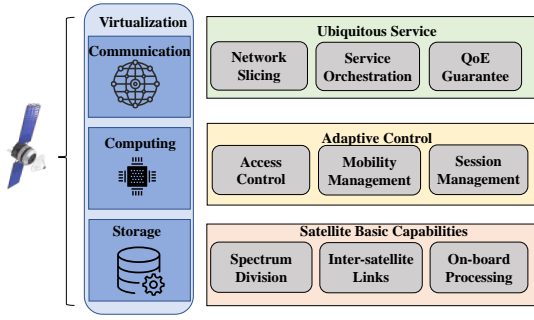 Virtualization
Communication
Computing
Storage
Ubiquitous Service
Network
Slicing
Service
Orchestration
QoE
Guarantee
Adaptive Control
Access
Control
Mobility
Management
Session
Management
Satellite Basic Capabilities
Spectrum
Division
Inter-satellite
Links
On-board
Processing